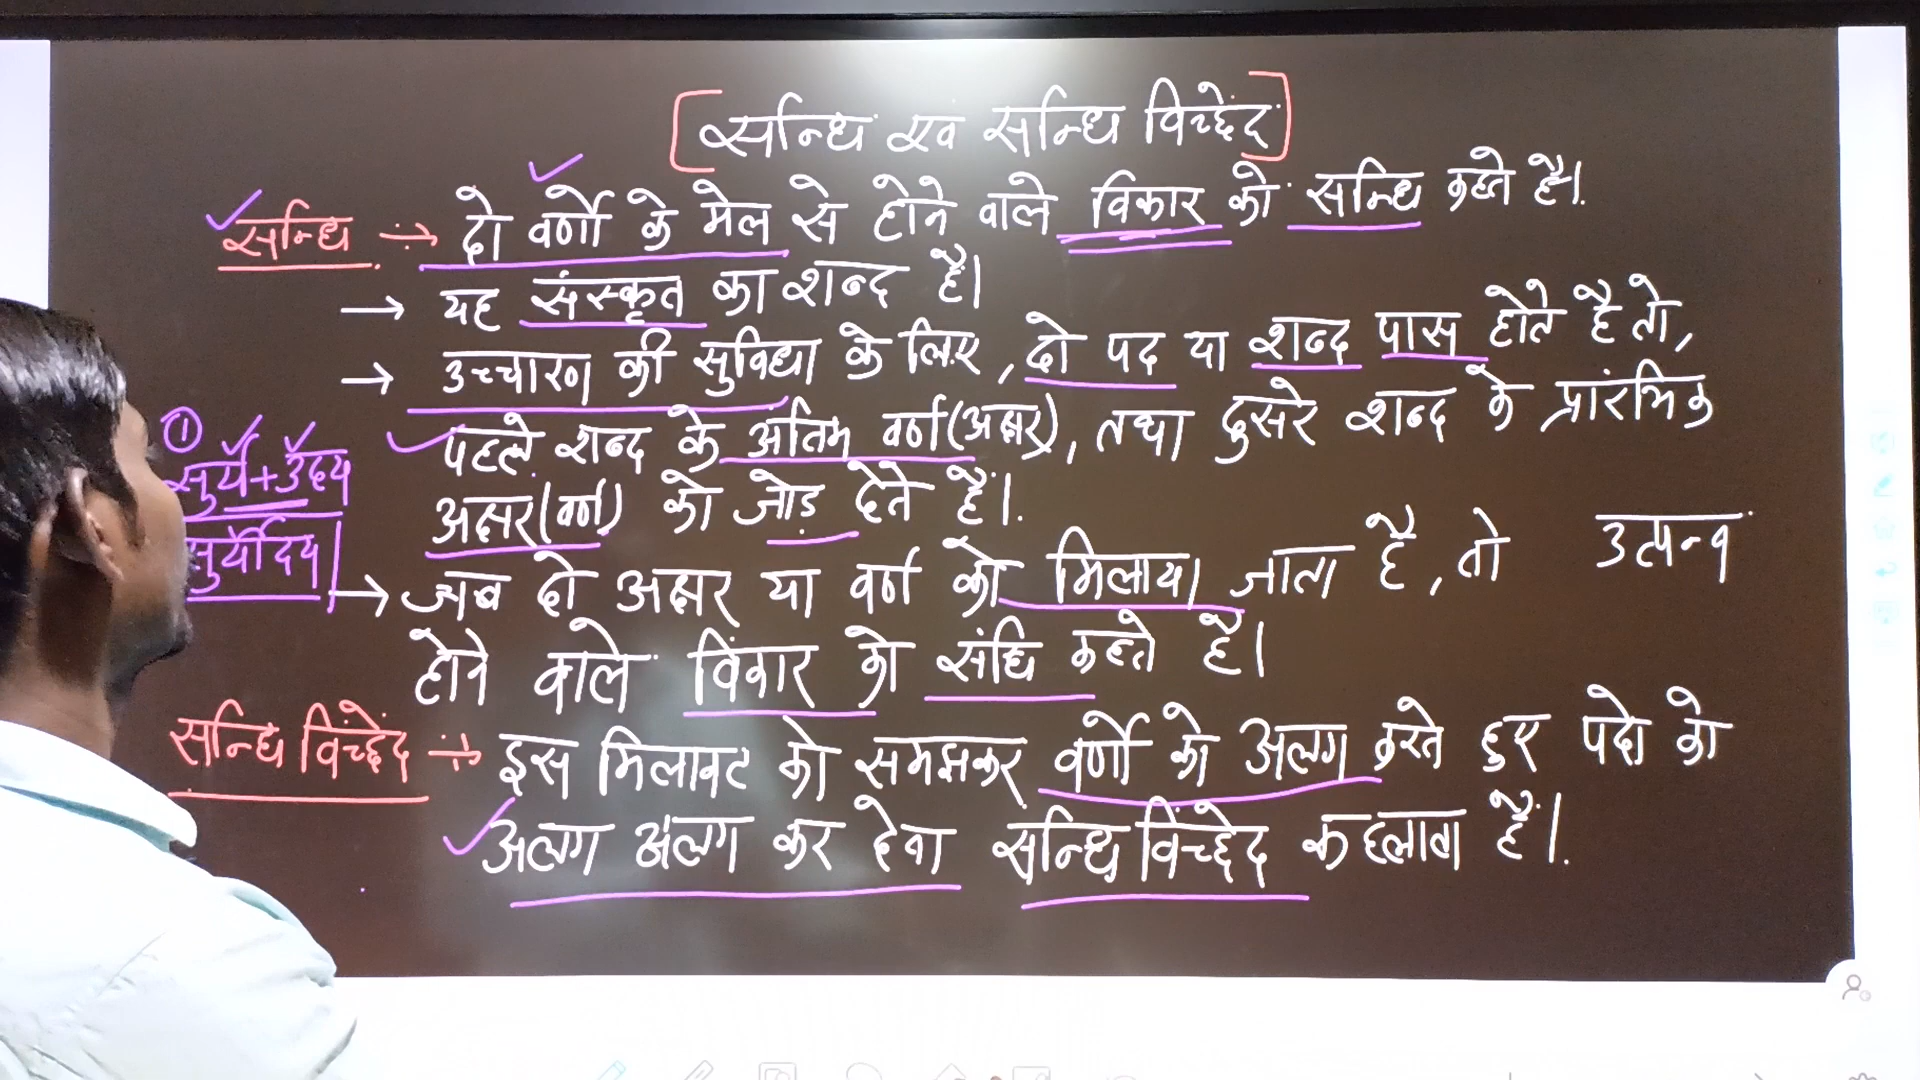 [सन्धि एवं सन्धि विच्छेद]
सन्धि → दो वर्णो के मेल से होने वाले विकार को सन्धि कहते है।
→ यह संस्कृत का शब्द है।
→ उच्चारण की सुविधा के लिए, दो पद या शब्द पास होते है तो,
पहले शब्द के अंतिम वर्ण (अक्षर), तथा दुसरे शब्द के प्रारंभिक
अक्षर (वर्ण) को जोड़ देते है।
①
सुर्य + उदय
सुर्योदय
→ जब दो अक्षर या वर्ण को मिलाया जाता है, तो उत्पन्न
होने वाले विकार को संधि कहते है।
सन्धि विच्छेद → इस मिलावट को समझकर वर्णो को अलग करते हुए पदो को
अलग अलग कर देना सन्धि विच्छेद कहलाता है।